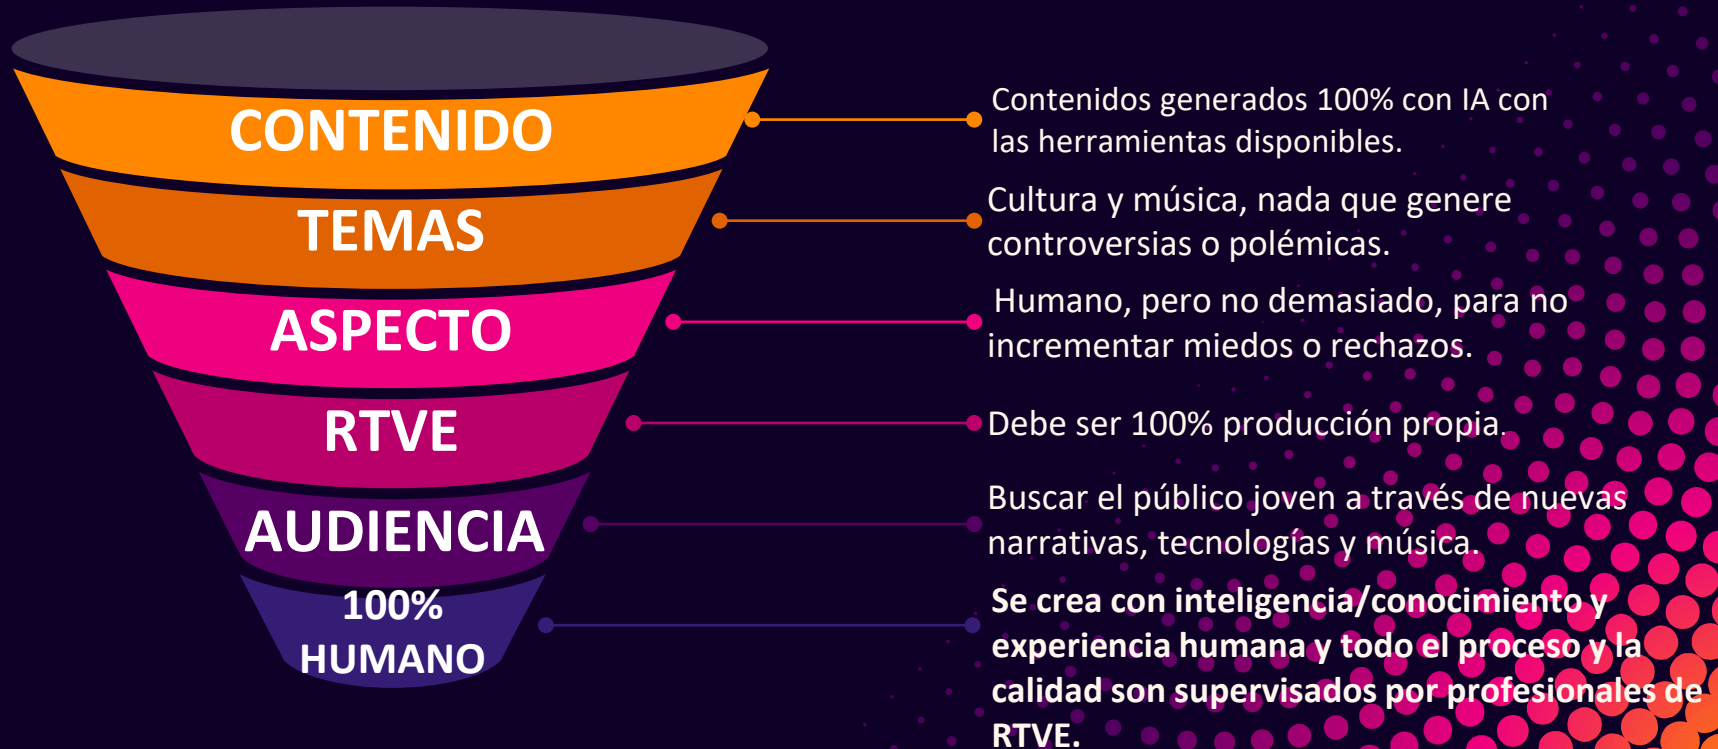 CONTENIDO
Contenidos generados 100% con IA con
las herramientas disponibles.
TEMAS
Cultura y música, nada que genere
controversias o polémicas.
ASPECTO
Humano, pero no demasiado, para no
incrementar miedos o rechazos.
RTVE
Debe ser 100% producción propia.
AUDIENCIA
Buscar el público joven a través de nuevas
narrativas, tecnologías y música.
100%
HUMANO
Se crea con inteligencia/conocimiento y
experiencia humana y todo el proceso y la
calidad son supervisados por profesionales de
RTVE.